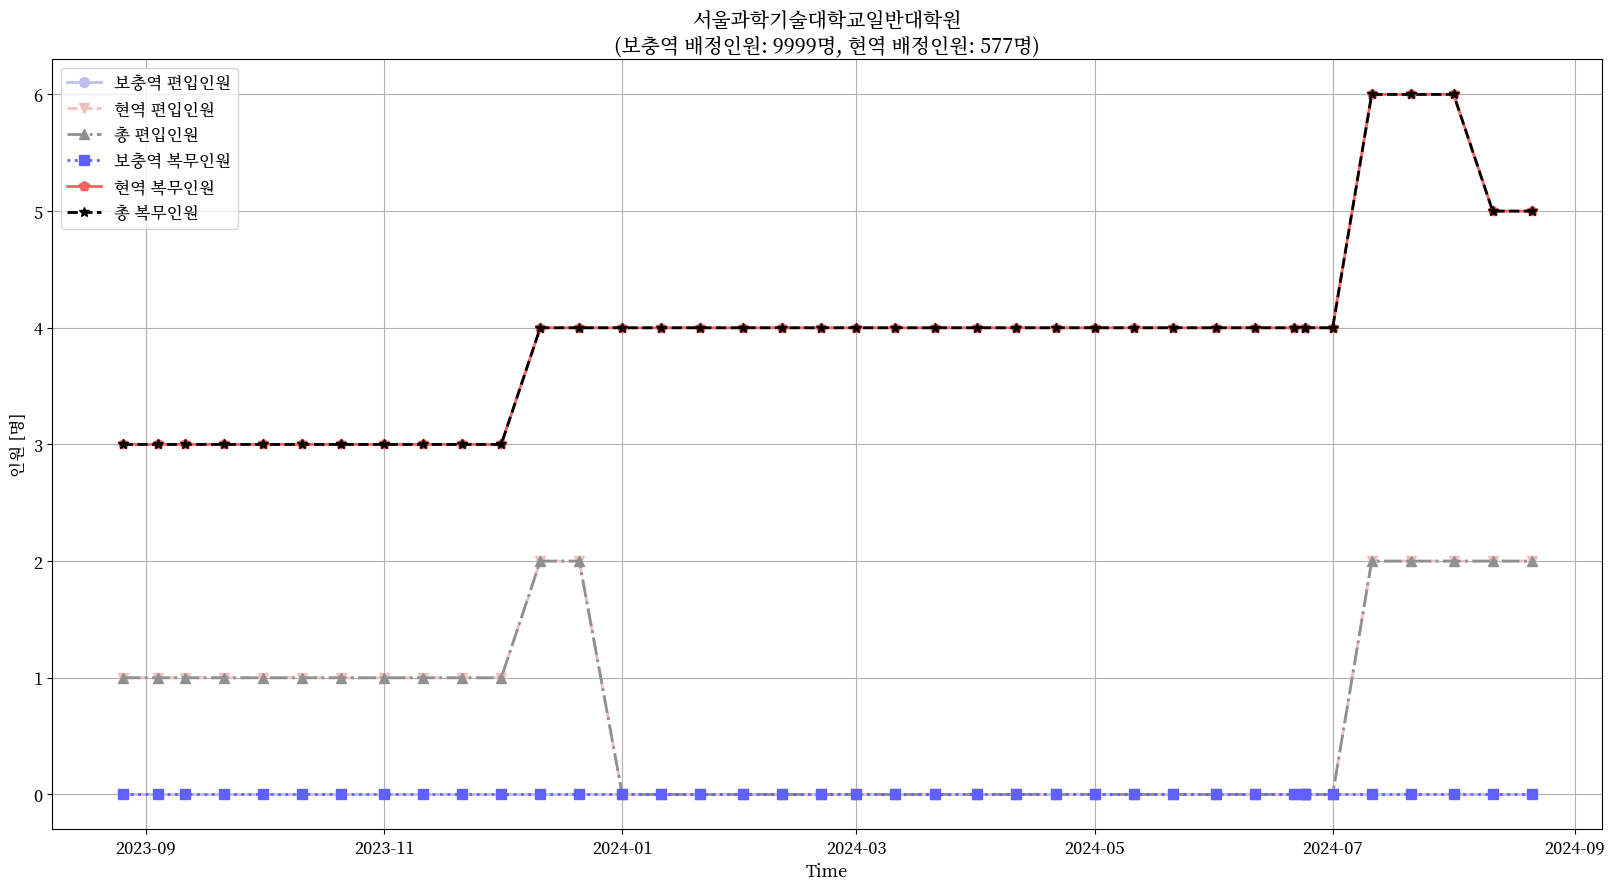 서울과학기술대학교일반대학원
(보충역 배정인원: 9999명, 현역 배정인원: 577명)
보충역 편입인원
현역 편입인원
총 편입인원
보충역 복무인원
현역 복무인원
총 복무인원
6
5
4
3
2
1
0
인원 [명]
2023-09
2023-11
2024-01
2024-03
2024-05
2024-07
2024-09
Time